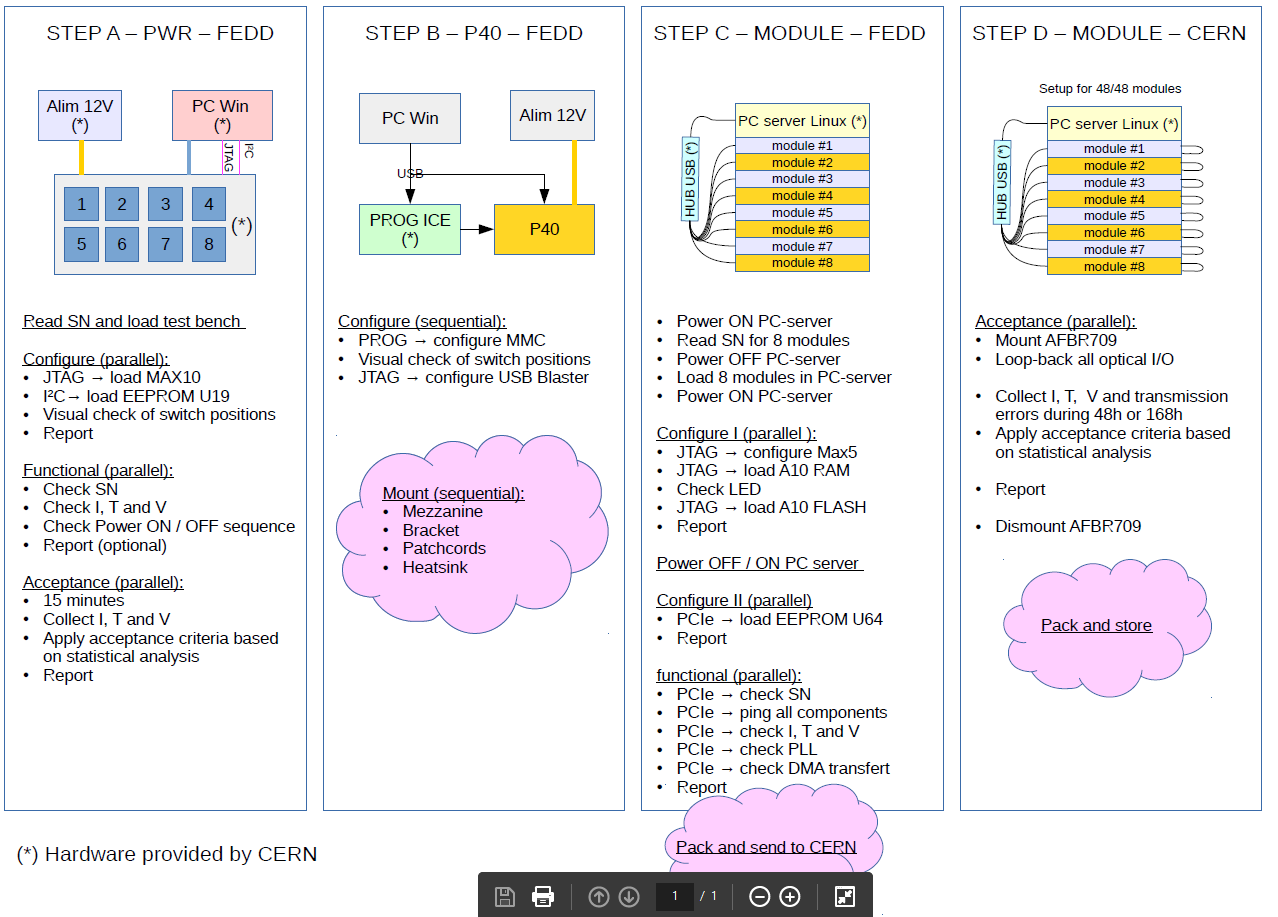 STEP A – PWR – FEDD
Alim 12V
(*)
PC Win
(*)
JTAG
I²C
1
2
3
4
5
6
7
8
(*)
Read SN and load test bench
Configure (parallel):
• JTAG → load MAX10
• I²C→ load EEPROM U19
• Visual check of switch positions
• Report
Functional (parallel):
• Check SN
• Check I, T and V
• Check Power ON / OFF sequence
• Report (optional)
Acceptance (parallel):
• 15 minutes
• Collect I, T and V
• Apply acceptance criteria based
on statistical analysis
• Report
STEP B – P40 – FEDD
PC Win
Alim 12V
USB
PROG ICE
(*)
P40
Configure (sequential):
• PROG → configure MMC
• Visual check of switch positions
• JTAG → configure USB Blaster
Mount (sequential):
• Mezzanine
• Bracket
• Patchcords
• Heatsink
STEP C – MODULE – FEDD
PC server Linux (*)
HUB USB (*)
module #1
module #2
module #3
module #4
module #5
module #6
module #7
module #8
• Power ON PC-server
• Read SN for 8 modules
• Power OFF PC-server
• Load 8 modules in PC-server
• Power ON PC-server
Configure I (parallel ):
• JTAG → configure Max5
• JTAG → load A10 RAM
• Check LED
• JTAG → load A10 FLASH
• Report
Power OFF / ON PC server
Configure II (parallel)
• PCIe → load EEPROM U64
• Report
functional (parallel):
• PCIe → check SN
• PCIe → ping all components
• PCIe → check I, T and V
• PCIe → check PLL
• PCIe → check DMA transfert
• Report
Pack and send to CERN
STEP D – MODULE – CERN
Setup for 48/48 modules
PC server Linux (*)
HUB USB (*)
module #1
module #2
module #3
module #4
module #5
module #6
module #7
module #8
Acceptance (parallel):
• Mount AFBR709
• Loop-back all optical I/O
• Collect I, T, V and transmission
errors during 48h or 168h
• Apply acceptance criteria based
on statistical analysis
• Report
• Dismount AFBR709
Pack and store
(*) Hardware provided by CERN
1 / 1